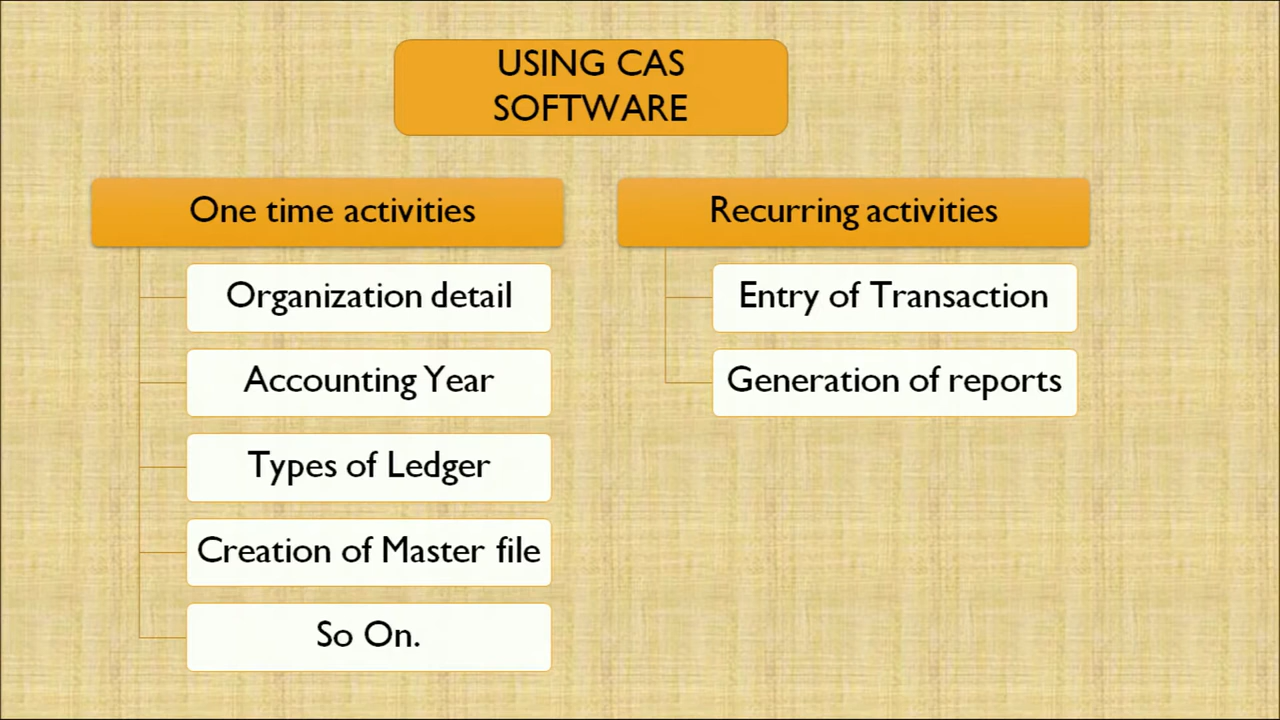 USING CAS
SOFTWARE
One time activities
Organization detail
Accounting Year
Types of Ledger
Creation of Master file
So On.
Recurring activities
Entry of Transaction
Generation of reports